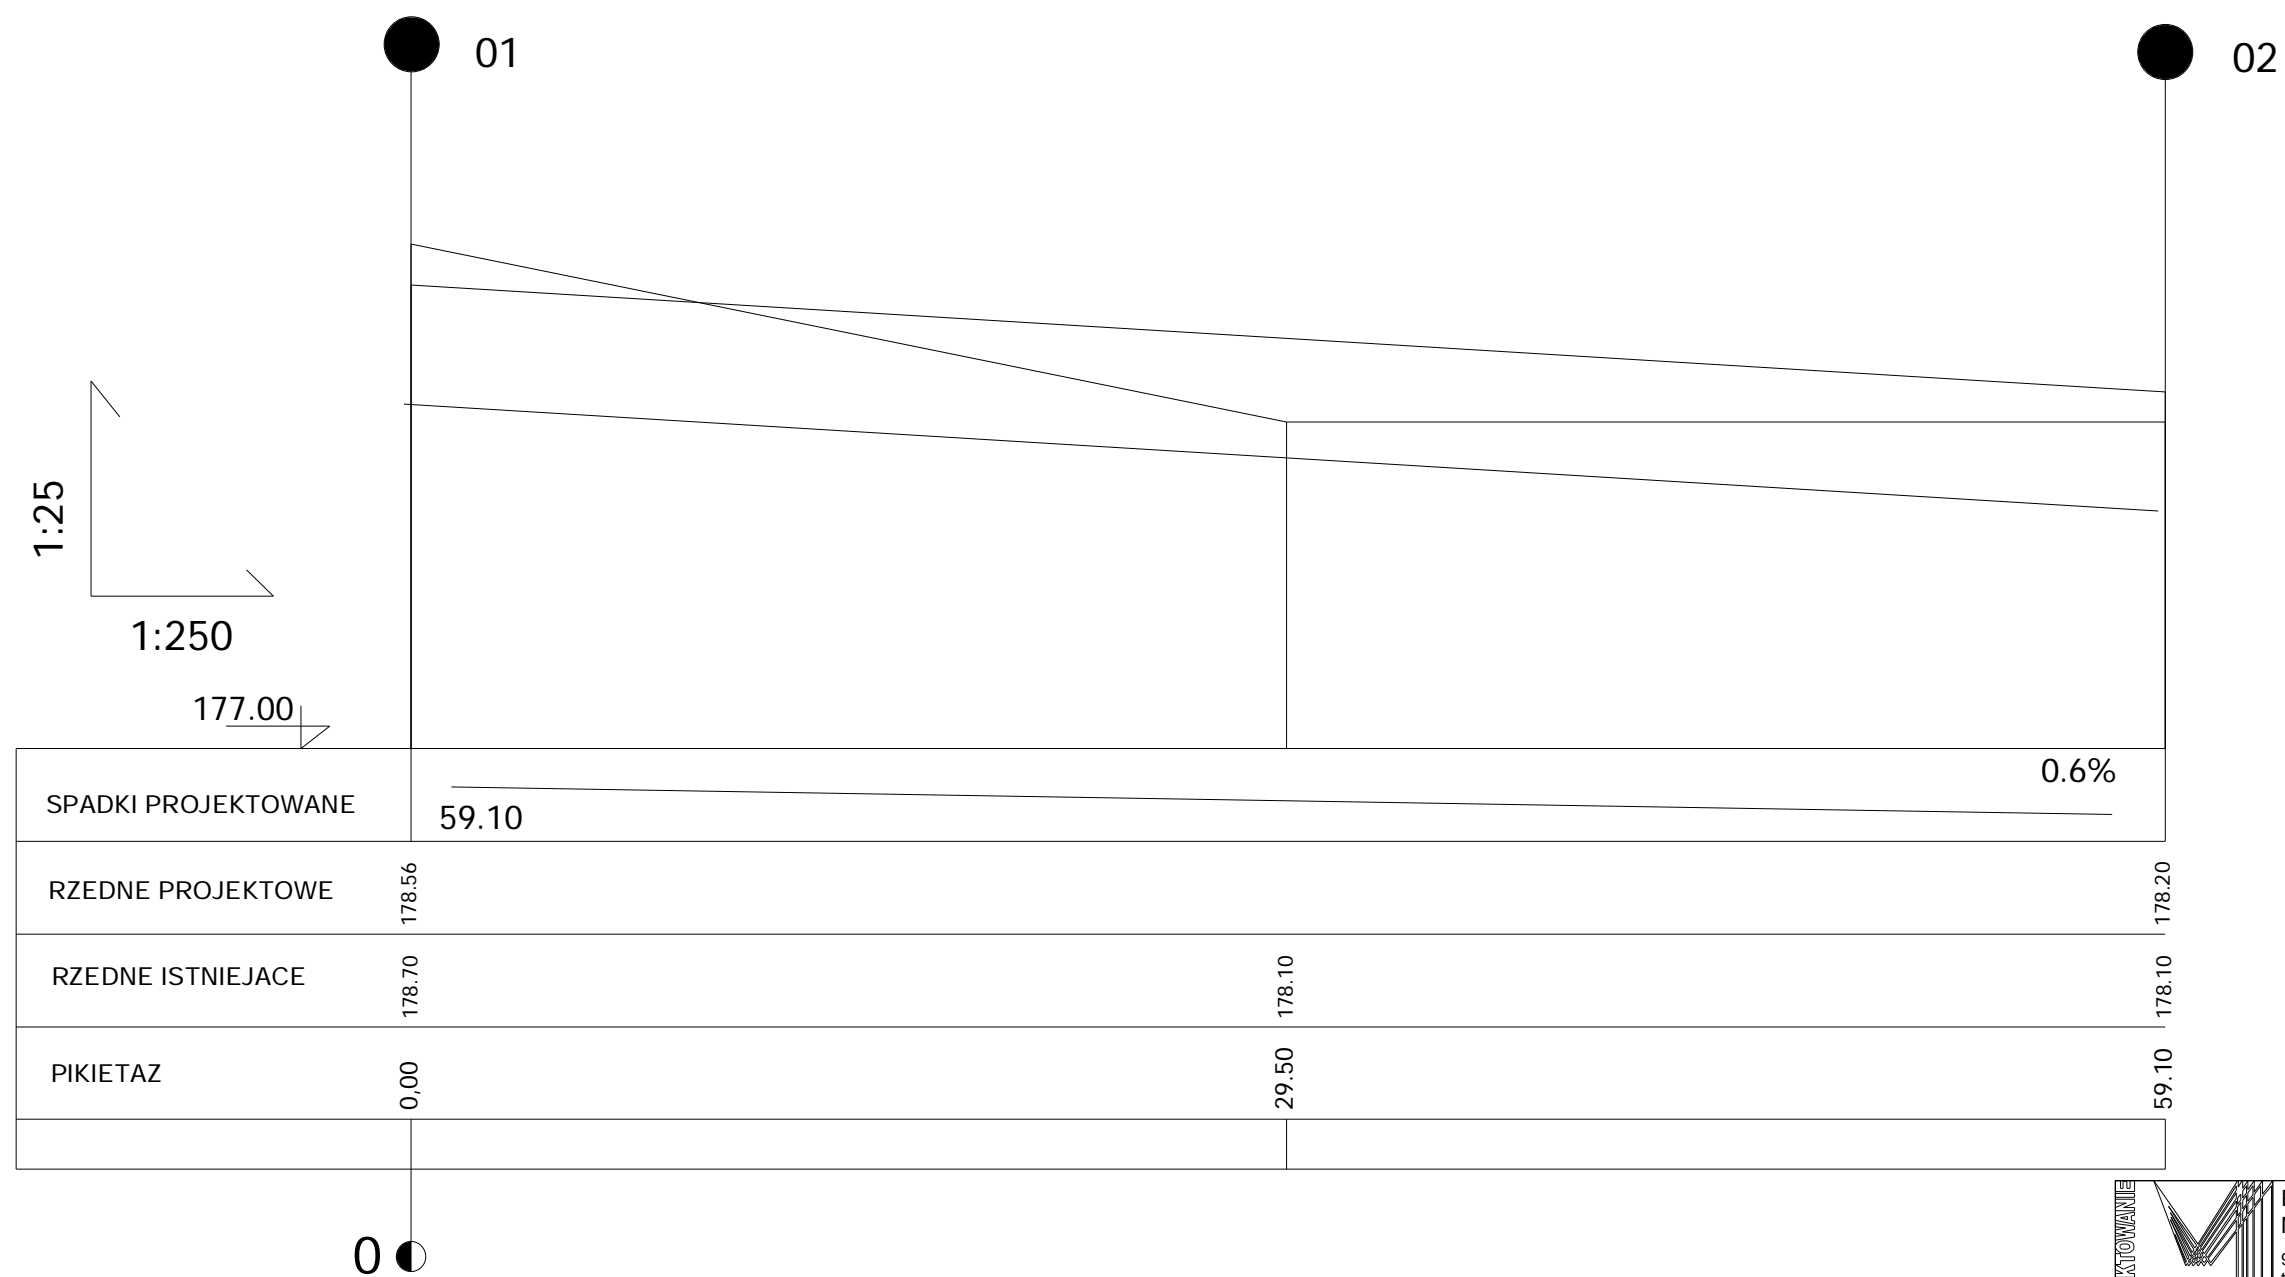 01
02
1:25
1:250
177.00
0.6%
SPADKI PROJEKTOWANE
59.10
RZEDNE PROJEKTOWE 178.56 178.20
RZEDNE ISTNIEJACE 178.70 178.10 178.10
PIKIETAZ 0,00 29.50 59.10
0